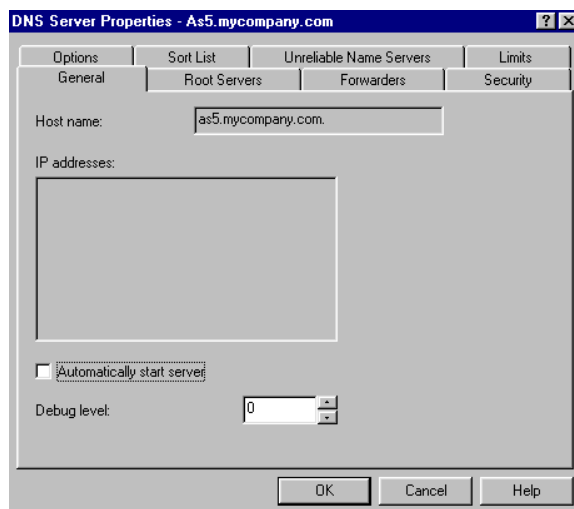 DNS Server Properties - As5.mycompany.com
Options Sort List Unreliable Name Servers Limits
General Root Servers Forwarders Security
Host name: as5.mycompany.com.
IP addresses:
Automatically start server
Debug level: 0
OK Cancel Help